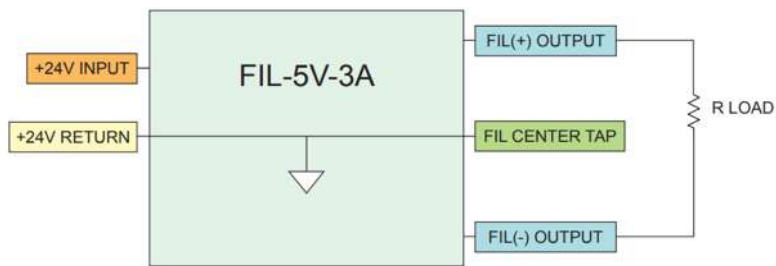 FIL-5V-3A
+24V INPUT
+24V RETURN
FIL(+) OUTPUT
FIL CENTER TAP
FIL(-) OUTPUT
R LOAD